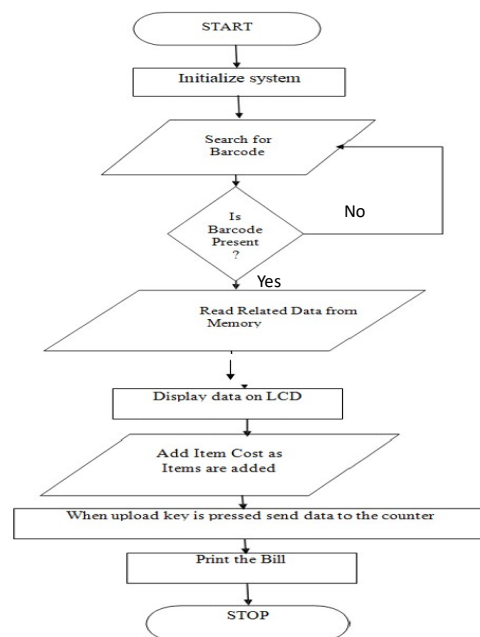 START
Initialize system
Search for
Barcode
Is
Barcode
Present
?
No
Yes
Read Related Data from
Memory
Display data on LCD
Add Item Cost as
Items are added
When upload key is pressed send data to the counter
Print the Bill
STOP